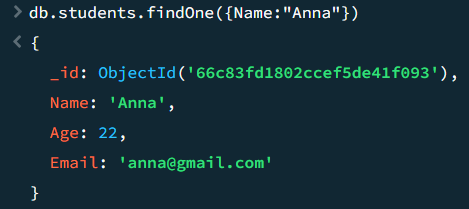 > db.students.findOne({Name:"Anna"})
< {
_id: ObjectId('66c83fd1802ccef5de41f093'),
Name: 'Anna',
Age: 22,
Email: 'anna@gmail.com'
}